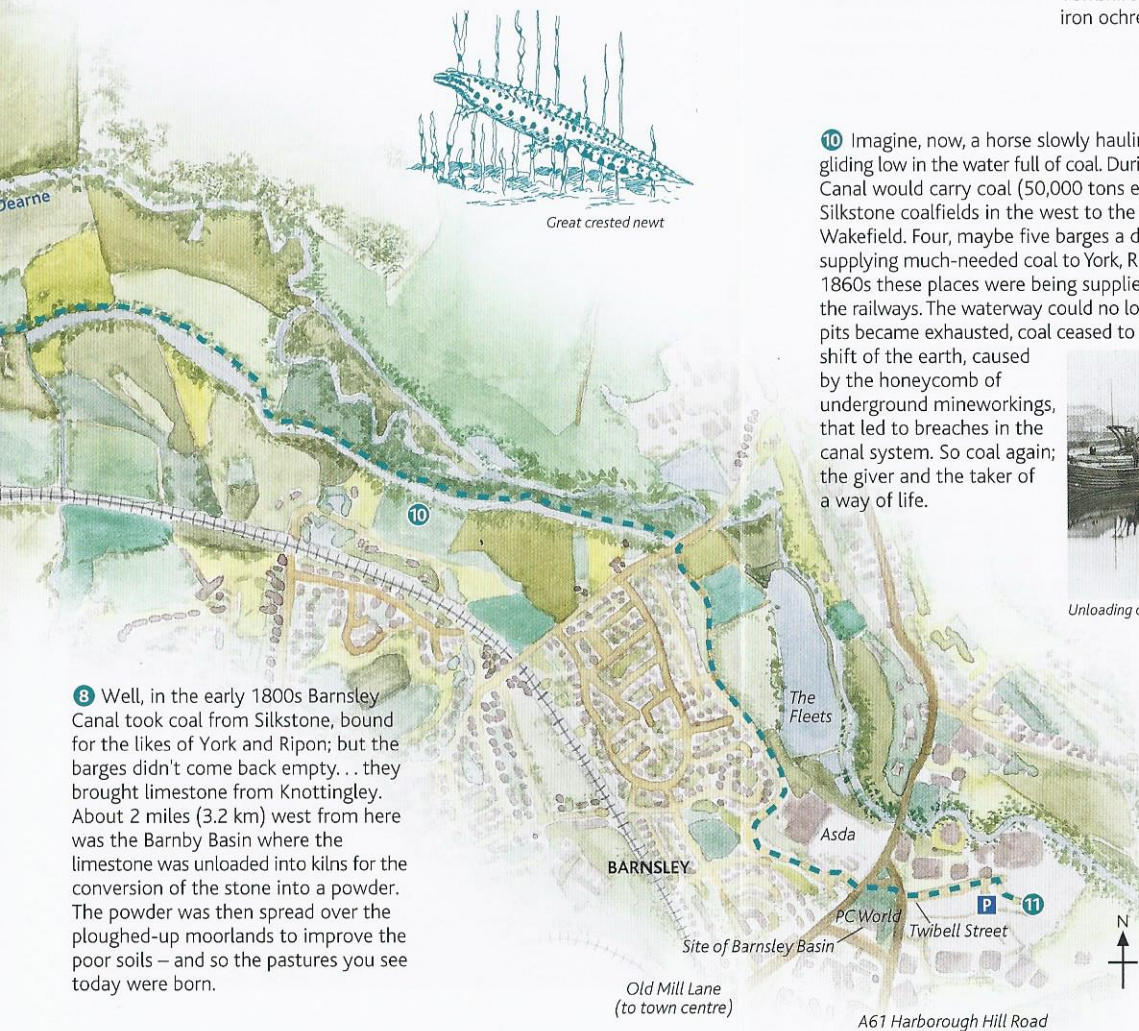 iron ochre
Great crested newt
Dearne
10 Imagine, now, a horse slowly hauli
gliding low in the water full of coal. Duri
Canal would carry coal (50,000 tons e
Silkstone coalfields in the west to the
Wakefield. Four, maybe five barges a d
supplying much-needed coal to York, R
1860s these places were being supplie
the railways. The waterway could no lo
pits became exhausted, coal ceased to
shift of the earth, caused
by the honeycomb of
underground mineworkings,
that led to breaches in the
canal system. So coal again;
the giver and the taker of
a way of life.
Unloading
10
8 Well, in the early 1800s Barnsley
Canal took coal from Silkstone, bound
for the likes of York and Ripon; but the
barges didn't come back empty... they
brought limestone from Knottingley.
About 2 miles (3.2 km) west from here
was the Barnby Basin where the
limestone was unloaded into kilns for the
conversion of the stone into a powder.
The powder was then spread over the
ploughed-up moorlands to improve the
poor soils – and so the pastures you see
today were born.
The
Fleets
Asda
BARNSLEY
PC World
P
11
Twibell Street
Site of Barnsley Basin
N
Old Mill Lane
(to town centre)
A61 Harborough Hill Road